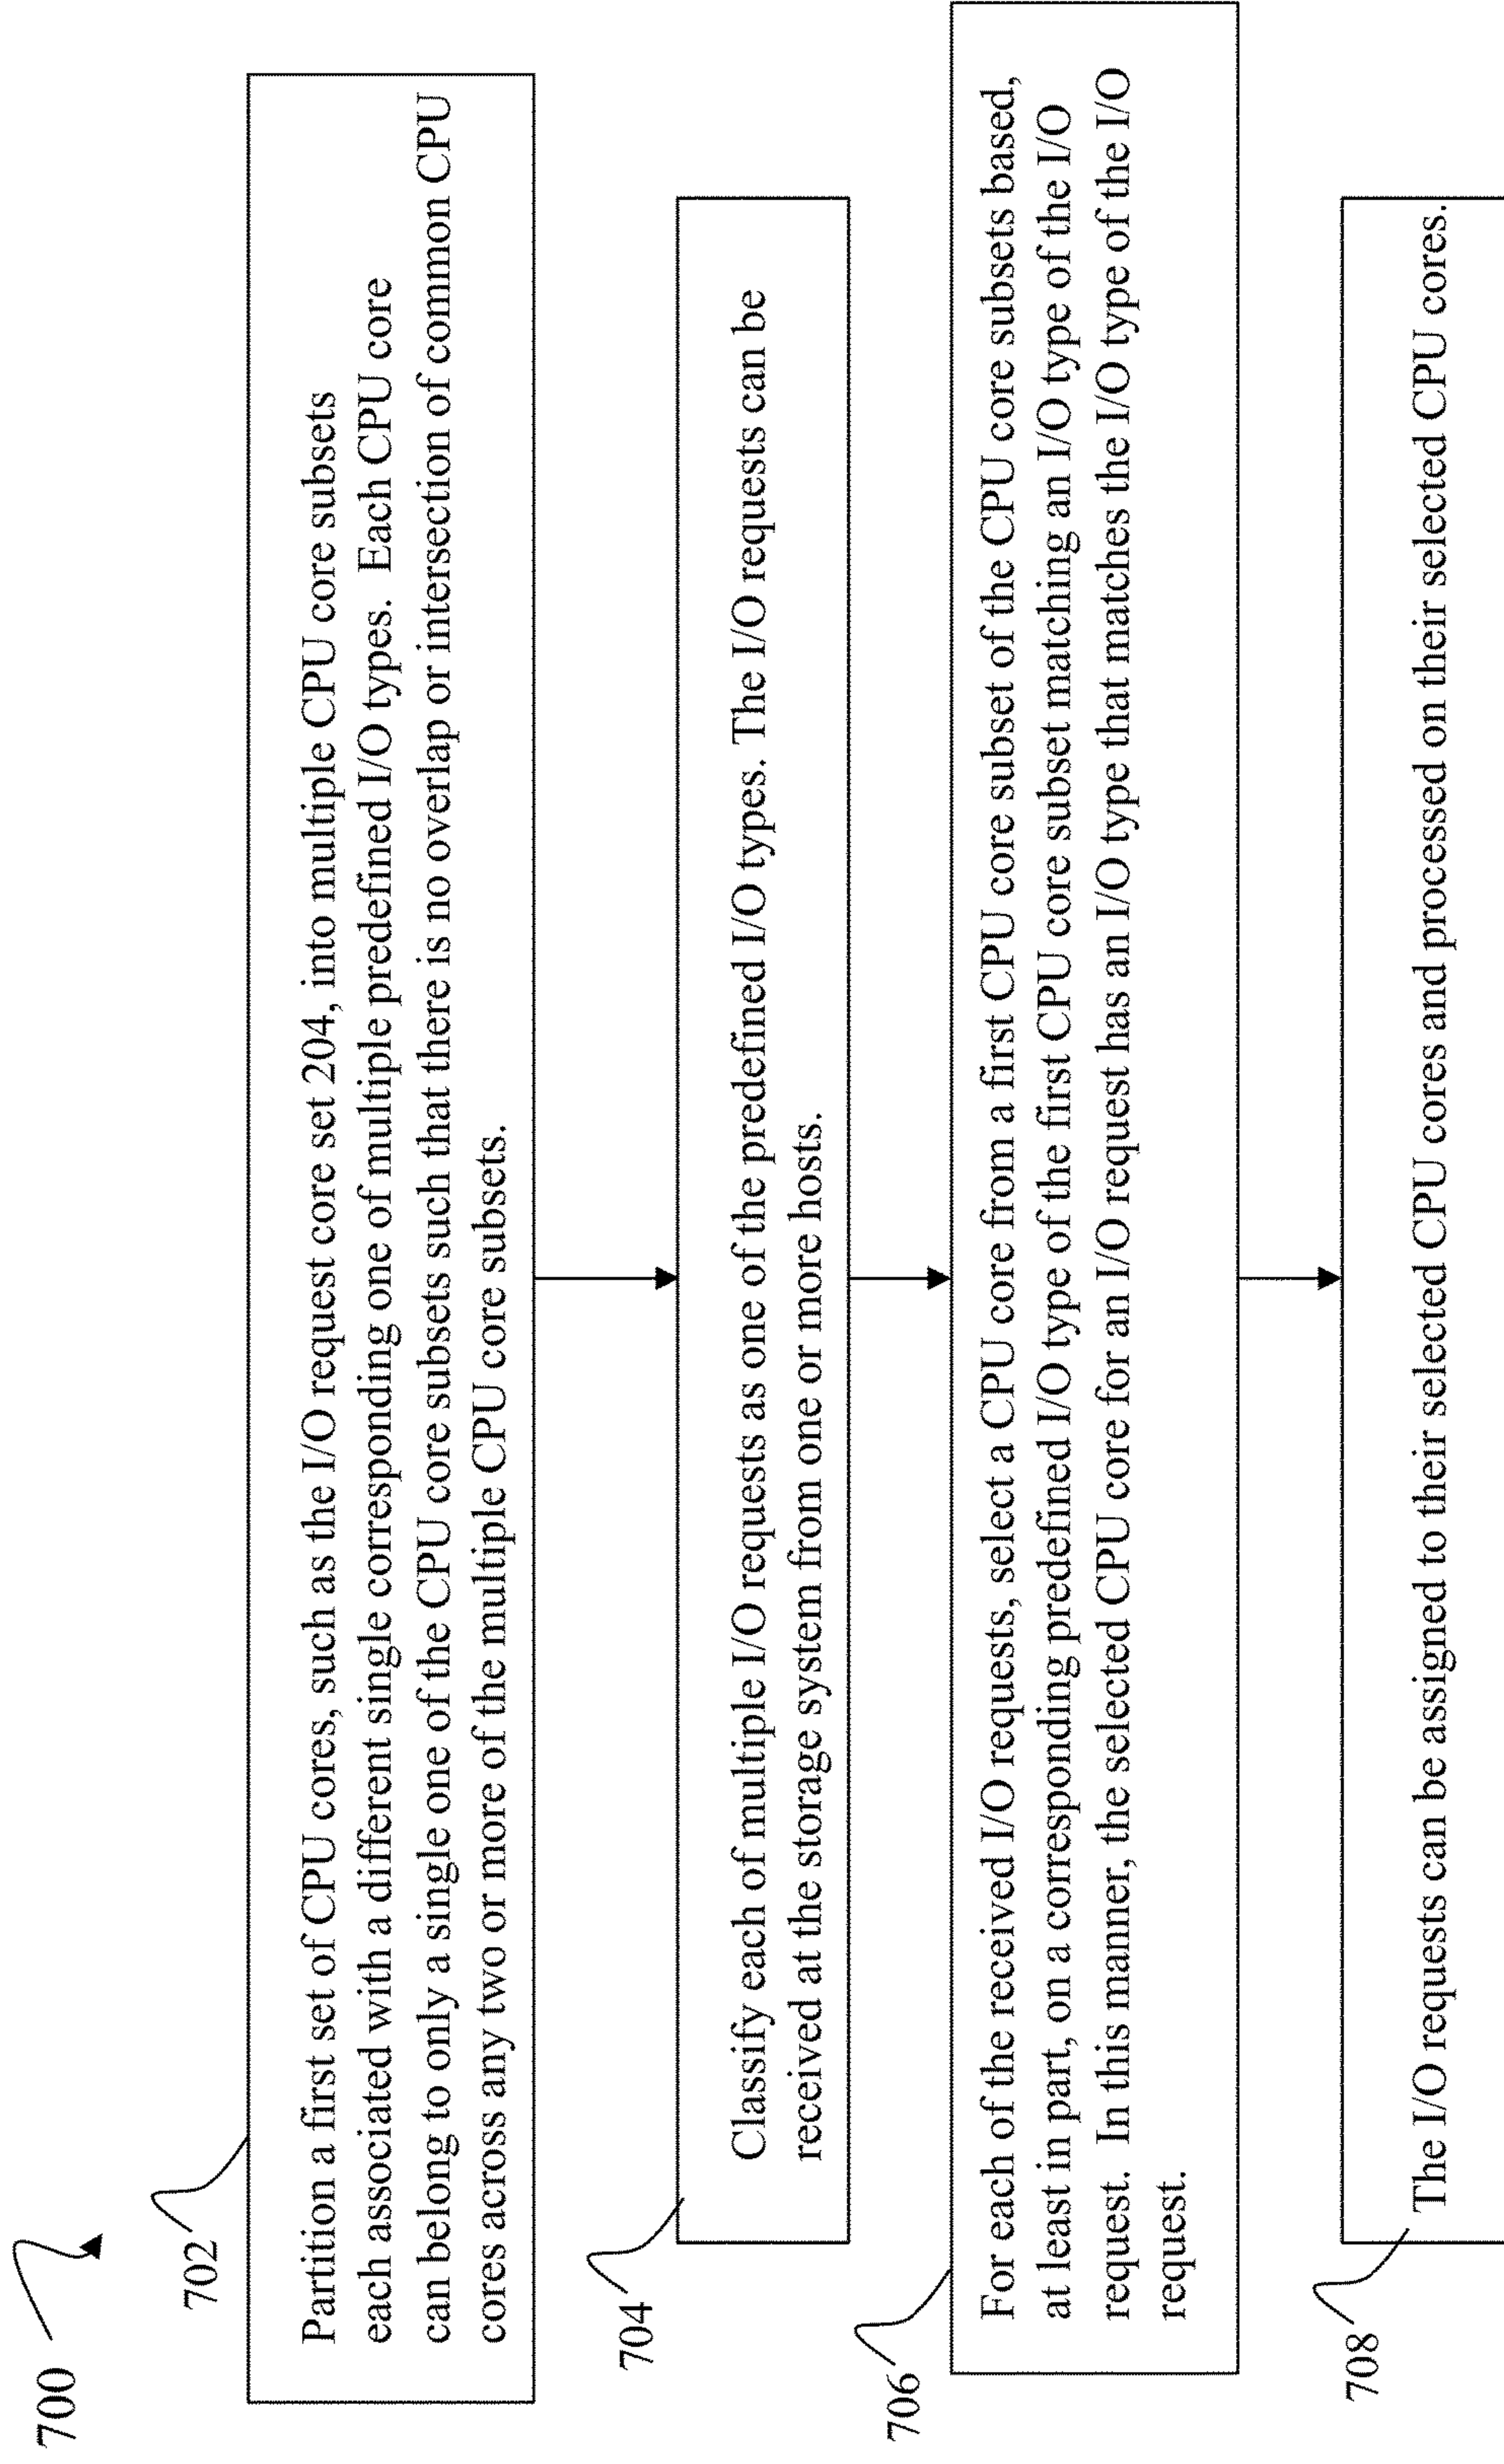 700
702
Partition a first set of CPU cores, such as the I/O request core set 204, into multiple CPU core subsets
each associated with a different single corresponding one of multiple predefined I/O types. Each CPU core
can belong to only a single one of the CPU core subsets such that there is no overlap or intersection of common CPU
cores across any two or more of the multiple CPU core subsets.
704
Classify each of multiple I/O requests as one of the predefined I/O types. The I/O requests can be
received at the storage system from one or more hosts.
706
For each of the received I/O requests, select a CPU core from a first CPU core subset of the CPU core subsets based,
at least in part, on a corresponding predefined I/O type of the first CPU core subset matching an I/O type of the I/O
request. In this manner, the selected CPU core for an I/O request has an I/O type that matches the I/O type of the I/O
request.
708
The I/O requests can be assigned to their selected CPU cores and processed on their selected CPU cores.